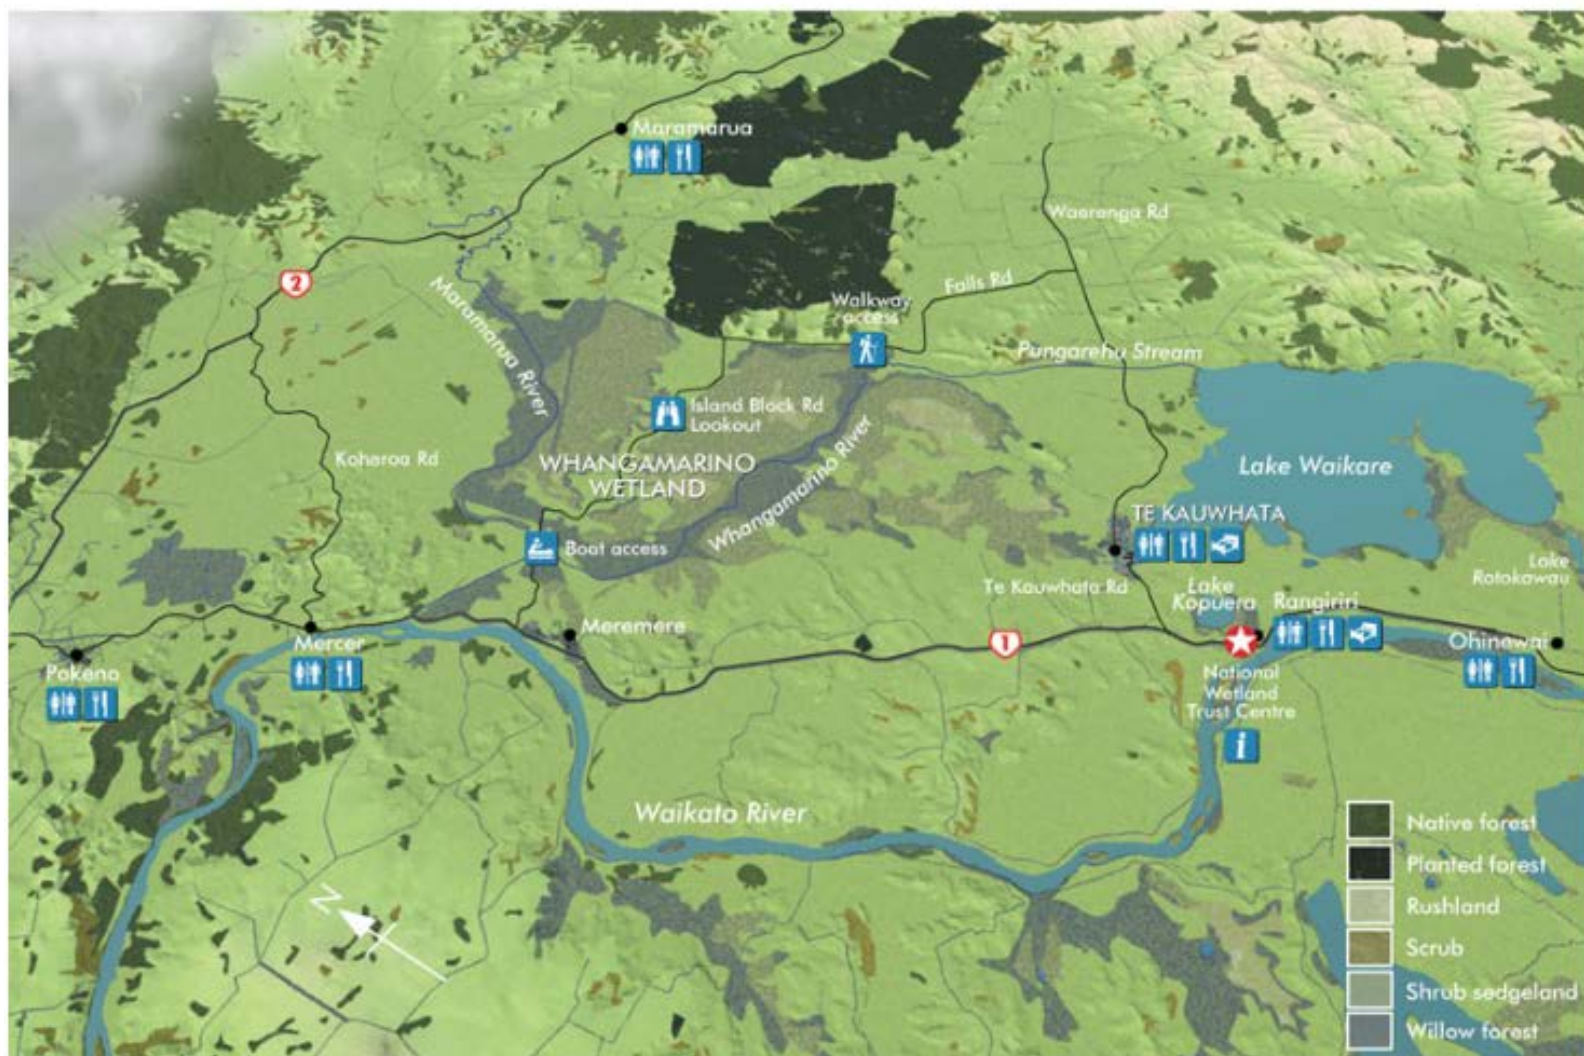 Maramarua
Waerenga Rd
2
Falls Rd
Maramarua River
Walkway
access
Pungarehu Stream
Island Block Rd
Lookout
Koheroa Rd
WHANGAMARINO
WETLAND
Whangamarino River
Lake Waikare
TE KAUWHATA
Boat access
Lake
Rotokawau
Te Kauwhata Rd
Lake
Kopuera
Rangiriri
Meremere
1
Mercer
Ohinewai
Pokeno
National
Wetland
Trust Centre
i
Waikato River
N
Native forest
Planted forest
Rushland
Scrub
Shrub sedgeland
Willow forest